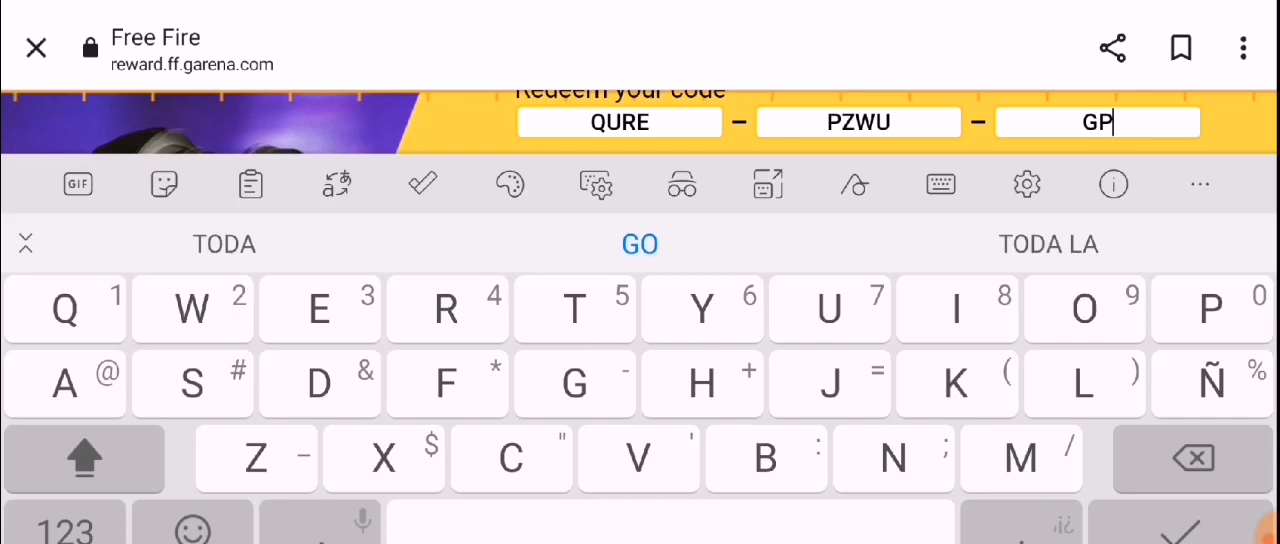 Free Fire
reward.ff.garena.com
Redeem your code
QURE – PZWU – GP
GIF
TODA GO TODA LA
Q 1 W 2 E 3 R 4 T 5 Y 6 U 7 I 8 O 9 P 0
A @ S # D & F * G - H + J = K ( L ) Ñ %
Z _ X $ C " V ' B : N ; M /
123 , . ¡¿